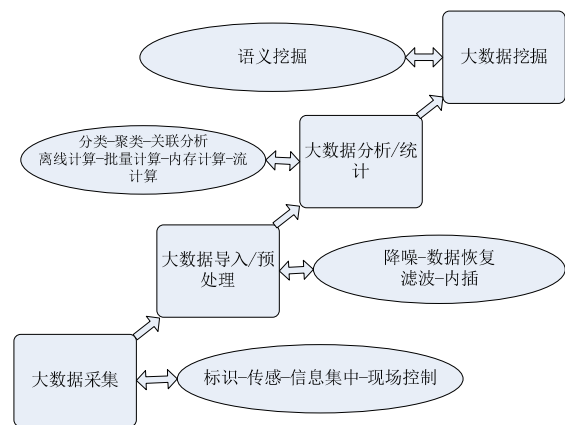 语义挖掘
大数据挖掘
分类–聚类–关联分析
离线计算–批量计算–内存计算–流
计算
大数据分析/统
计
大数据导入/预
处理
降噪–数据恢复
滤波–内插
大数据采集
标识–传感–信息集中–现场控制